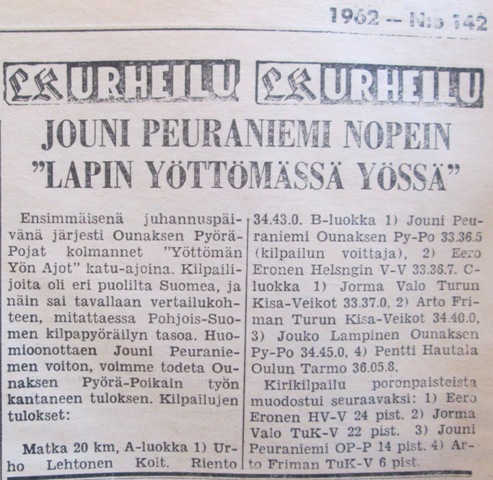 1962 — N:o 142
LK URHEILU LK URHEILU
JOUNI PEURANIEMI NOPEIN
"LAPIN YÖTTÖMÄSSÄ YÖSSÄ"
Ensimmäisenä juhannuspäi-
vänä järjesti Ounaksen Pyörä-
Pojat kolmannet "Yöttömän
Yön Ajot" katu-ajoina. Kilpaili-
joita oli eri puolilta Suomea, ja
näin sai tavallaan vertailukoh-
teen, mitattaessa Pohjois-Suo-
men kilpapyöräilyn tasoa. Huo-
mioonottaen Jouni Peuranie-
men voiton, voimme todeta Ou-
naksen Pyörä-Poikain työn
kantaneen tuloksen. Kilpailujen
tulokset:
Matka 20 km, A-luokka 1) Ur-
ho Lehtonen Koit. Riento
34.43.0. B-luokka 1) Jouni Peu-
raniemi Ounaksen Py-Po 33.36.5
(kilpailun voittaja), 2) Eero
Eronen Helsngin V-V 33.36.7. C-
luokka 1) Jorma Valo Turun
Kisa-Veikot 33.37.0. 2) Arto Fri-
man Turun Kisa-Veikot 34.40.0,
3) Jouko Lampinen Ounaksen
Py-Po 34.45.0, 4) Pentti Hautala
Oulun Tarmo 36.05.8.
Kirikilpailu poronpaisteista
muodostui seuraavaksi: 1) Eero
Eronen HV-V 24 pist. 2) Jorma
Valo TuK-V 22 pist. 3) Jouni
Peuraniemi OP-P 14 pist. 4) Ar-
to Friman TuK-V 6 pist.